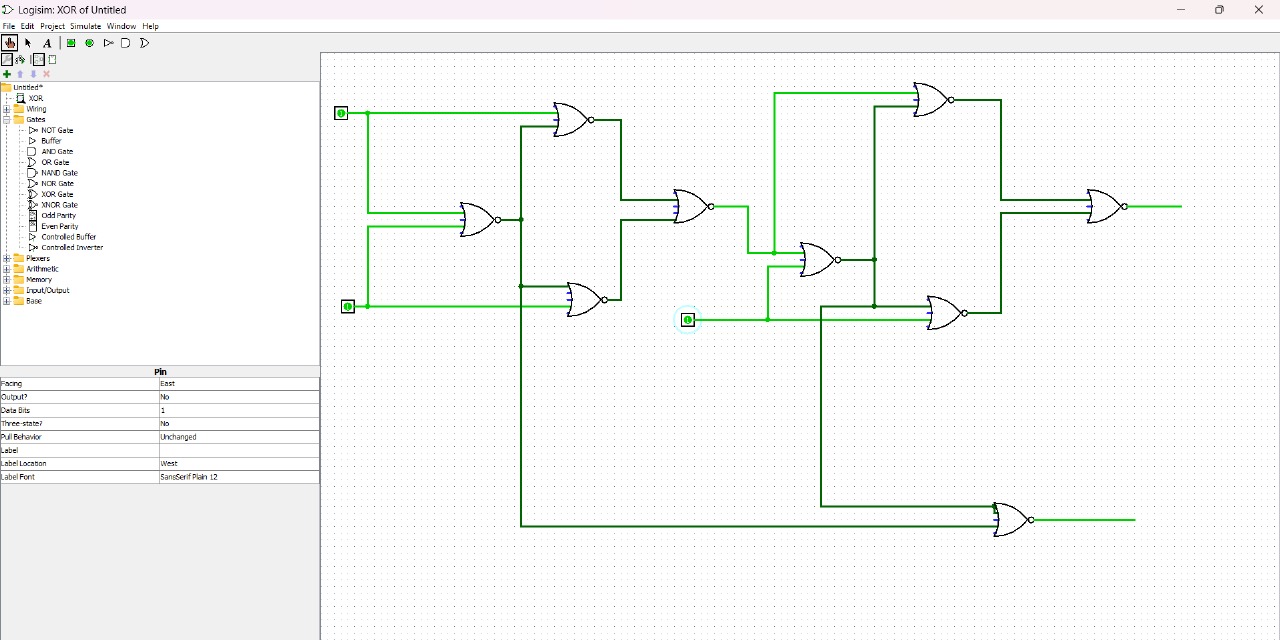 Logisim: XOR of Untitled
File Edit Project Simulate Window Help
A
Untitled*
XOR
Wiring
Gates
NOT Gate
Buffer
AND Gate
OR Gate
NAND Gate
NOR Gate
XOR Gate
XNOR Gate
Odd Parity
Even Parity
Controlled Buffer
Controlled Inverter
Plexers
Arithmetic
Memory
Input/Output
Base
Pin
Facing East
Output? No
Data Bits 1
Three-state? No
Pull Behavior Unchanged
Label
Label Location West
Label Font SansSerif Plain 12
1
1
1